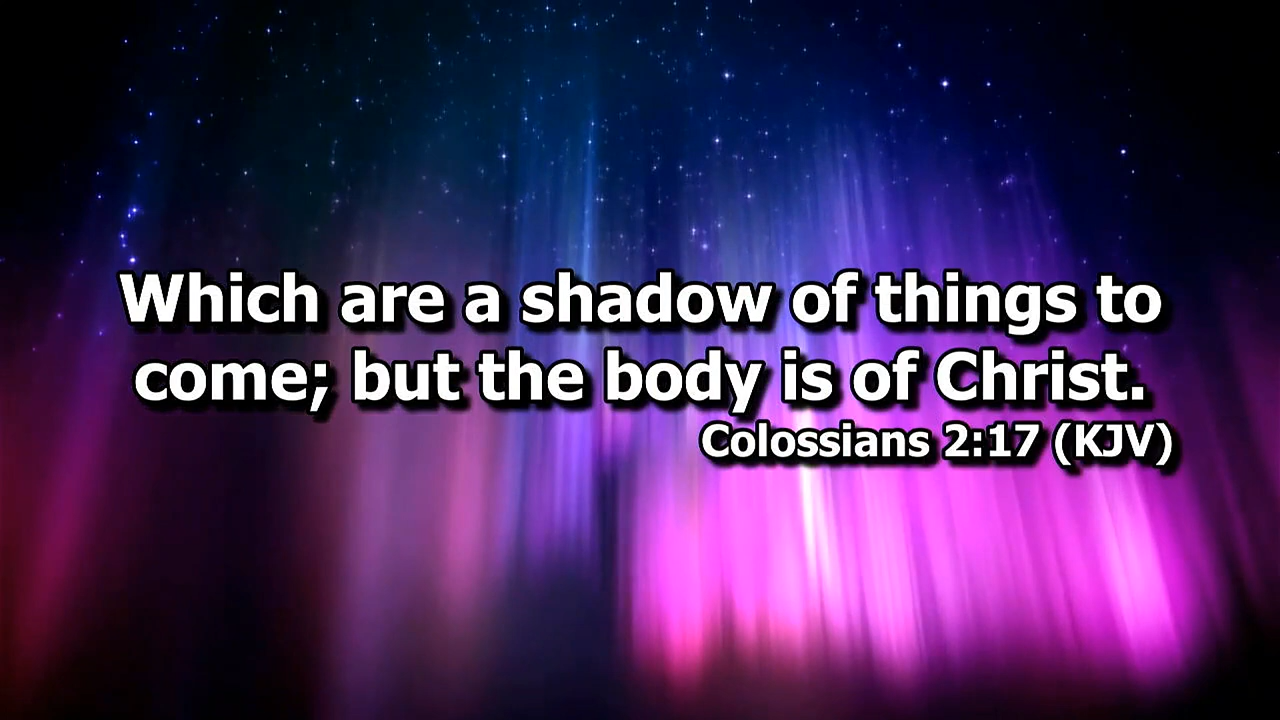 Which are a shadow of things to
come; but the body is of Christ.
Colossians 2:17 (KJV)